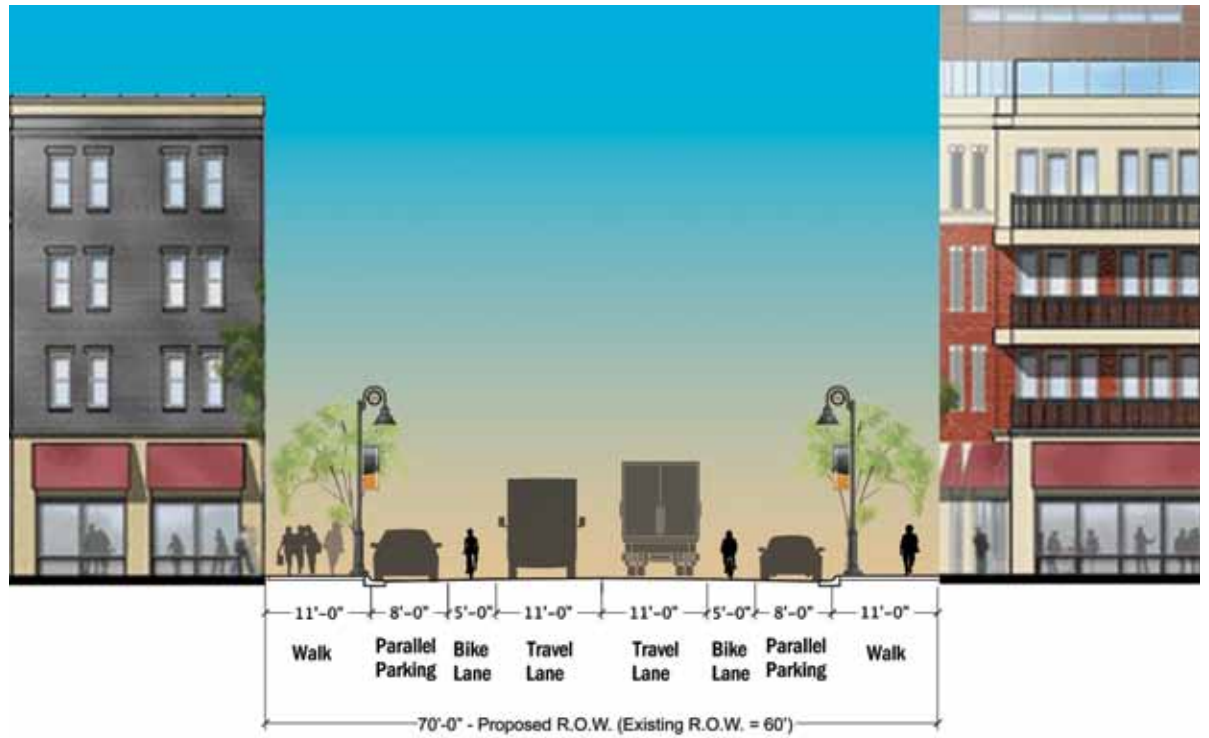 11'-0" 8'-0" 5'-0" 11'-0" 11'-0" 5'-0" 8'-0" 11'-0"
Walk
Parallel
Parking
Bike
Lane
Travel
Lane
Travel
Lane
Bike
Lane
Parallel
Parking
Walk
70'-0" - Proposed R.O.W. (Existing R.O.W. = 60')